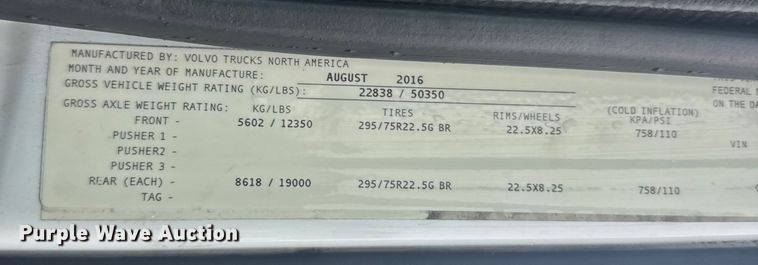 MANUFACTURED BY: VOLVO TRUCKS NORTH AMERICA
MONTH AND YEAR OF MANUFACTURE: AUGUST 2016
GROSS VEHICLE WEIGHT RATING (KG/LBS): 22838 / 50350
GROSS AXLE WEIGHT RATING: KG/LBS TIRES RIMS/WHEELS (COLD INFLATION) KPA/PSI
FRONT - 5602 / 12350 295/75R22.5G BR 22.5X8.25 758/110
PUSHER 1 -
PUSHER2 -
PUSHER 3 -
REAR (EACH) - 8618 / 19000 295/75R22.5G BR 22.5X8.25 758/110
TAG -
FEDERAL
ON THE DA
VIN
Purple Wave Auction